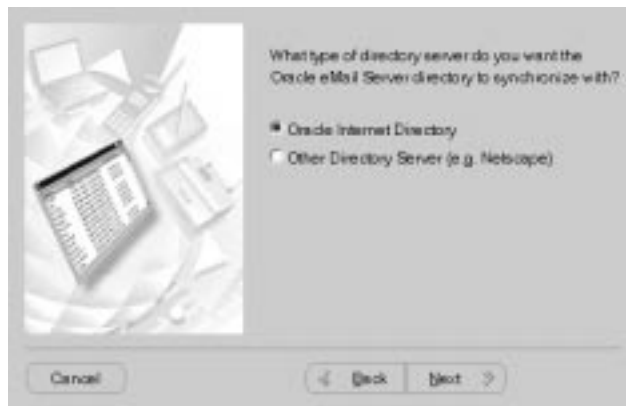 What type of directory server do you want the
Oracle eMail Server directory to synchronize with?
Oracle Internet Directory
Other Directory Server (e.g. Netscape)
Cancel
Back
Next